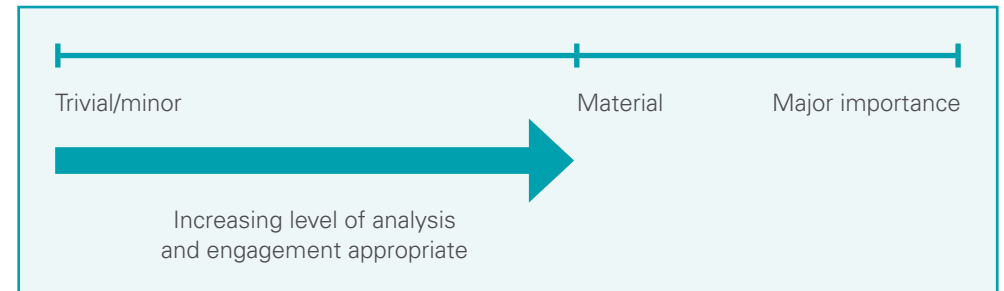 Trivial/minor Material Major importance
Increasing level of analysis
and engagement appropriate